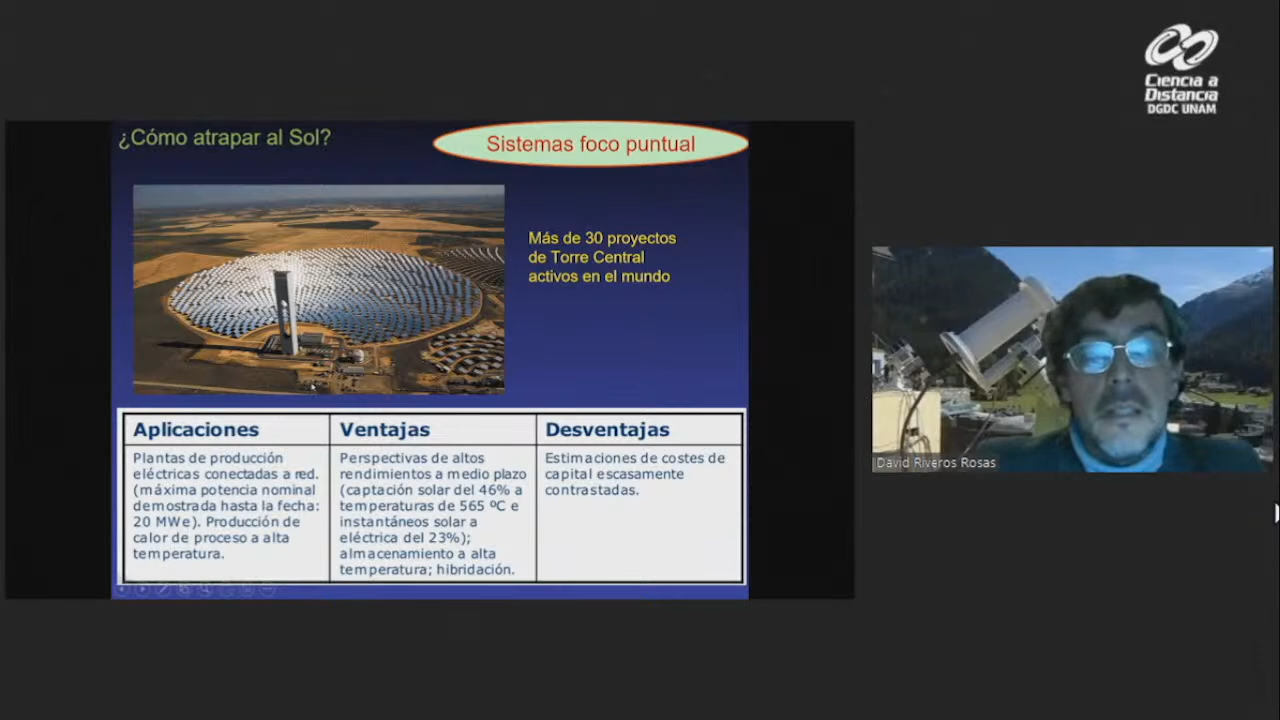 Ciencia a
Distancia
DGDC UNAM
¿Cómo atrapar al Sol?
Sistemas foco puntual
Más de 30 proyectos
de Torre Central
activos en el mundo
Aplicaciones
Plantas de producción
eléctricas conectadas a red.
(máxima potencia nominal
demostrada hasta la fecha:
20 MWe). Producción de
calor de proceso a alta
temperatura.
Ventajas
Perspectivas de altos
rendimientos a medio plazo
(captación solar del 46% a
temperaturas de 565 ºC e
instantáneos solar a
eléctrica del 23%);
almacenamiento a alta
temperatura; hibridación.
Desventajas
Estimaciones de costes de
capital escasamente
contrastadas.
David Riveros Rosas